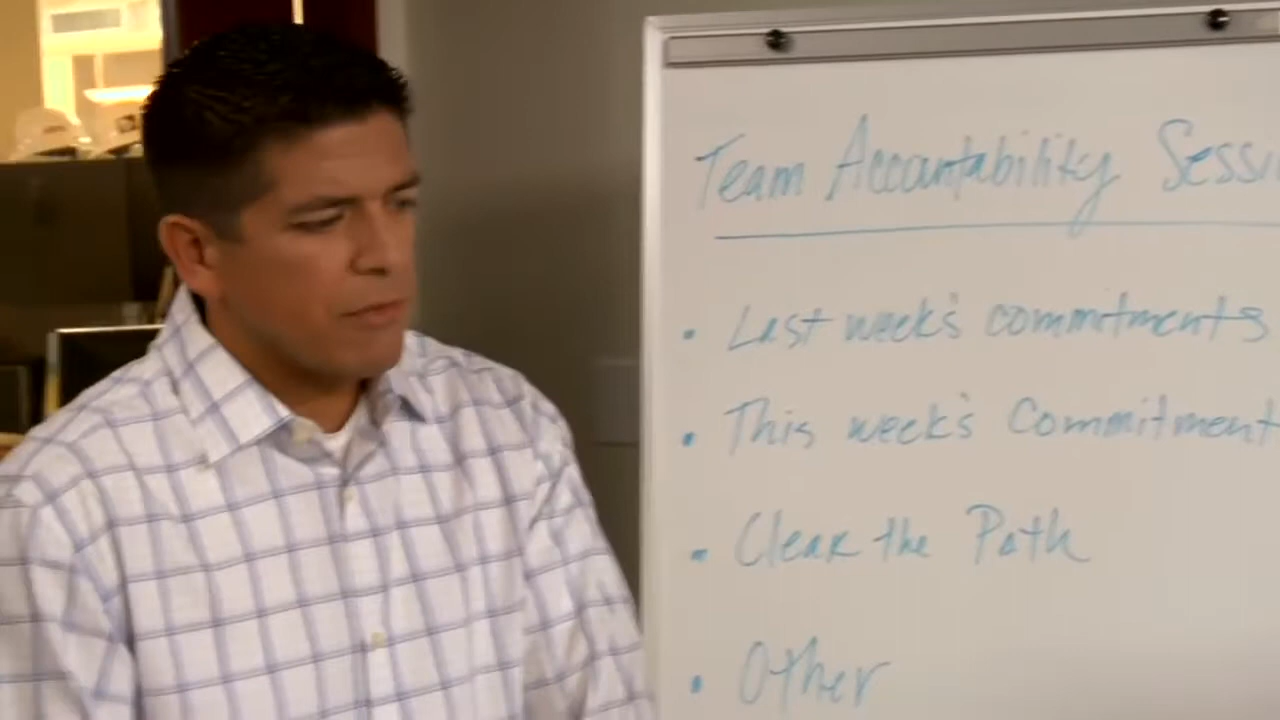 Team Accountability Sessi
• Last week's commitments
• This week's Commitment
• Clear the Path
• Other